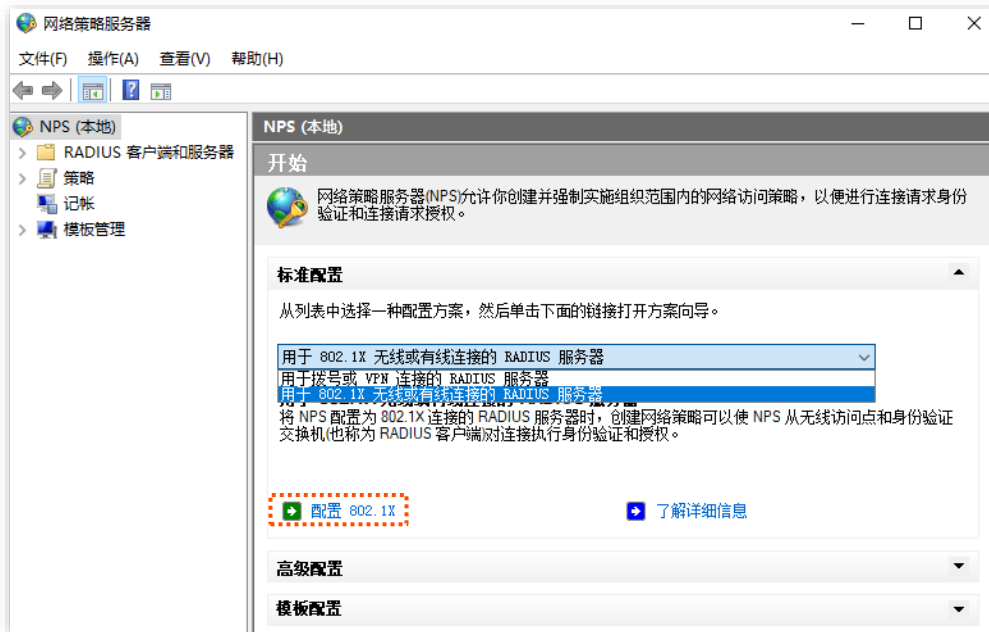 网络策略服务器
文件(F) 操作(A) 查看(V) 帮助(H)
NPS (本地)
RADIUS 客户端和服务器
策略
记帐
模板管理
NPS (本地)
开始
网络策略服务器(NPS)允许你创建并强制实施组织范围内的网络访问策略，以便进行连接请求身份
验证和连接请求授权。
标准配置
从列表中选择一种配置方案，然后单击下面的链接打开方案向导。
用于 802.1X 无线或有线连接的 RADIUS 服务器
用于拨号或 VPN 连接的 RADIUS 服务器
用于 802.1X 无线或有线连接的 RADIUS 服务器
将 NPS 配置为 802.1X 连接的 RADIUS 服务器时，创建网络策略可以使 NPS 从无线访问点和身份验证
交换机(也称为 RADIUS 客户端)对连接执行身份验证和授权。
配置 802.1X
了解详细信息
高级配置
模板配置